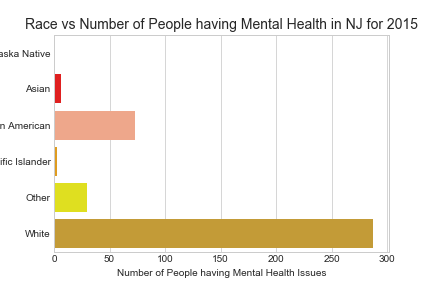 Race vs Number of People having Mental Health in NJ for 2015
aska Native
Asian
n American
ific Islander
Other
White
0 50 100 150 200 250 300
Number of People having Mental Health Issues